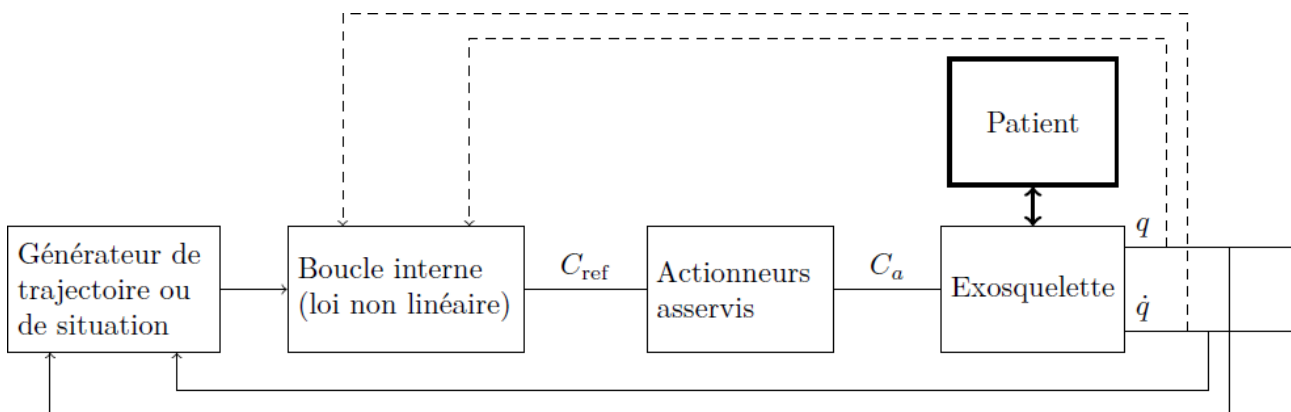 Patient
Générateur de
trajectoire ou
de situation
Boucle interne
(loi non linéaire)
C_ref
Actionneurs
asservis
C_a
Exosquelette
q
q̇